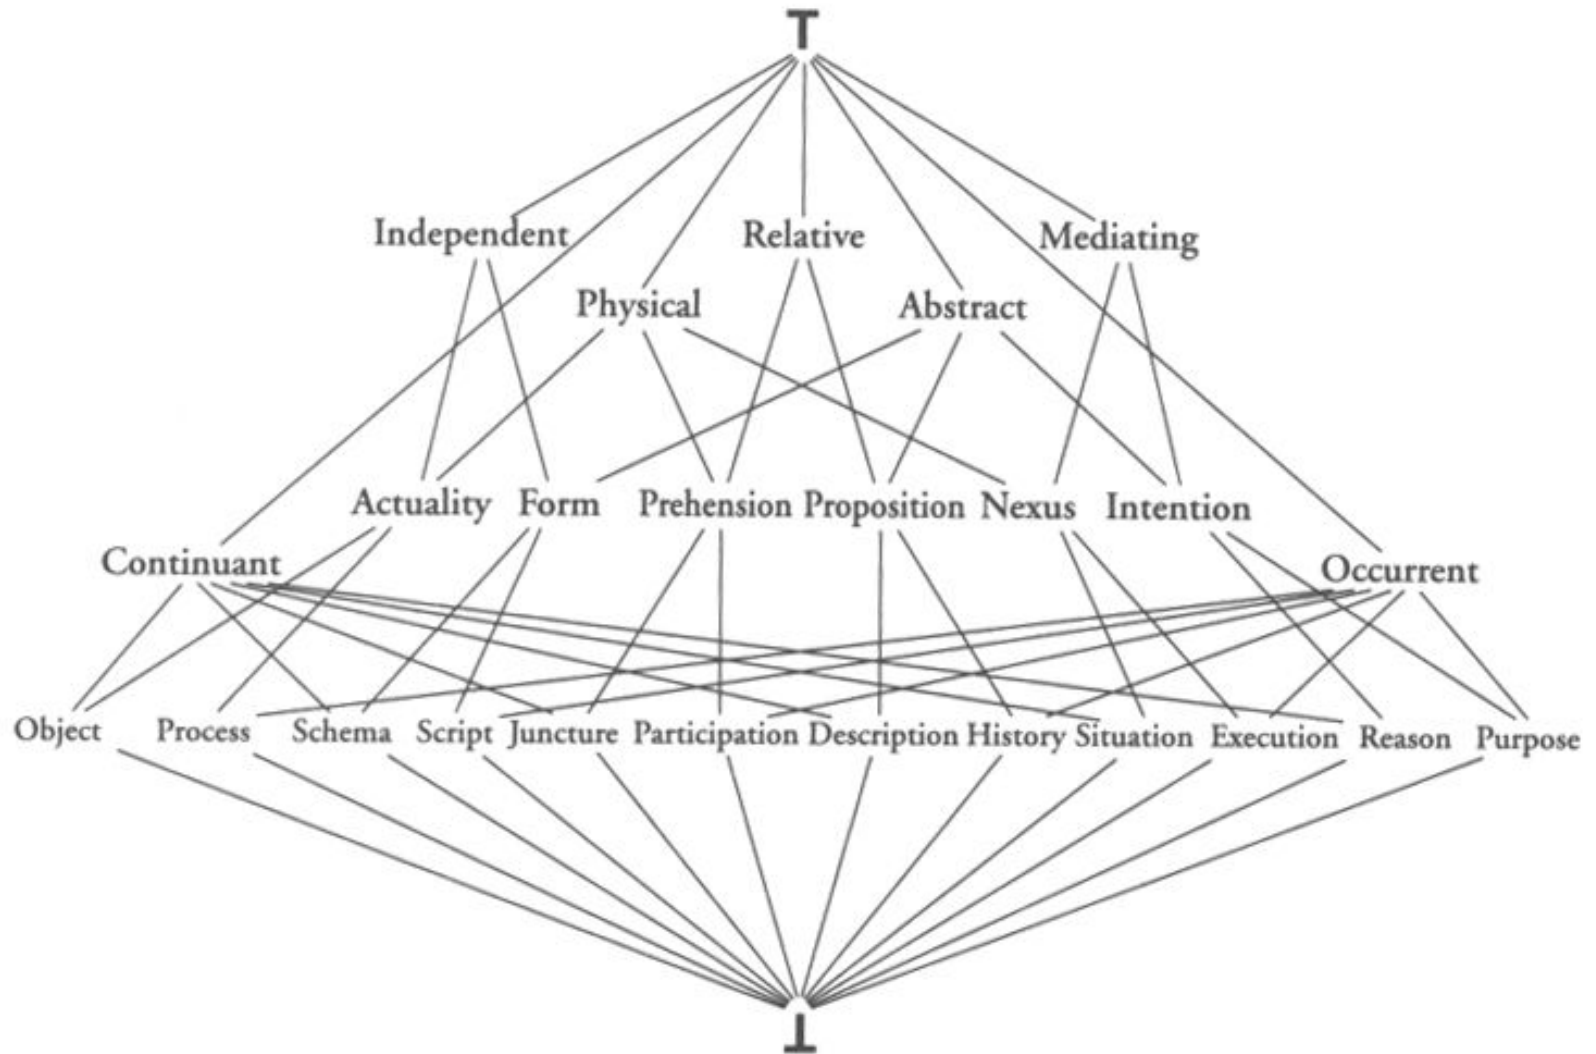 ⊤
Independent Relative Mediating
Physical Abstract
Actuality Form Prehension Proposition Nexus Intention
Continuant Occurrent
Object Process Schema Script Juncture Participation Description History Situation Execution Reason Purpose
⊥